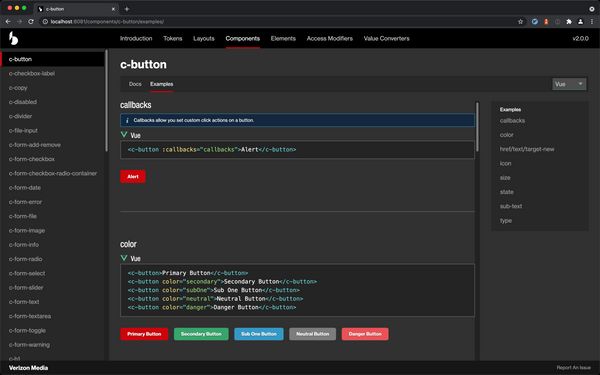 c-button
localhost:8081/components/c-button/examples/
Introduction
Tokens
Layouts
Components
Elements
Access Modifiers
Value Converters
v2.0.0
c-button
c-checkbox-label
c-copy
c-disabled
c-divider
c-file-input
c-form-add-remove
c-form-checkbox
c-form-checkbox-radio-container
c-form-date
c-form-error
c-form-file
c-form-image
c-form-info
c-form-radio
c-form-select
c-form-slider
c-form-text
c-form-textarea
c-form-toggle
c-form-warning
c-h1
c-button
Docs
Examples
Vue
callbacks
Callbacks allow you set custom click actions on a button.
Vue
<c-button :callbacks="callbacks">Alert</c-button>
Alert
color
Vue
<c-button>Primary Button</c-button>
<c-button color="secondary">Secondary Button</c-button>
<c-button color="subOne">Sub One Button</c-button>
<c-button color="neutral">Neutral Button</c-button>
<c-button color="danger">Danger Button</c-button>
Primary Button
Secondary Button
Sub One Button
Neutral Button
Danger Button
Examples
callbacks
color
href/text/target-new
icon
size
state
sub-text
type
Verizon Media
Report An Issue